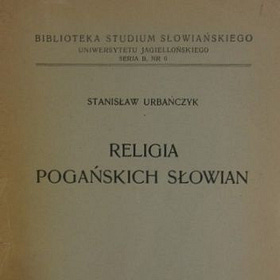 BIBLIOTEKA STUDIUM SŁOWIAŃSKIEGO
UNIWERSYTETU JAGIELLOŃSKIEGO
SERIA B, NR 6
STANISŁAW URBAŃCZYK
RELIGIA
POGAŃSKICH SŁOWIAN